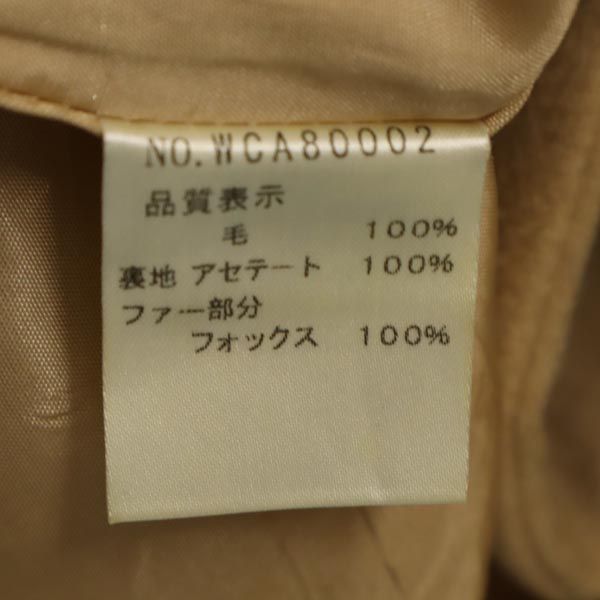 NO.WCA80002
品質表示
毛 100%
裏地 アセテート 100%
ファー部分
フォックス 100%